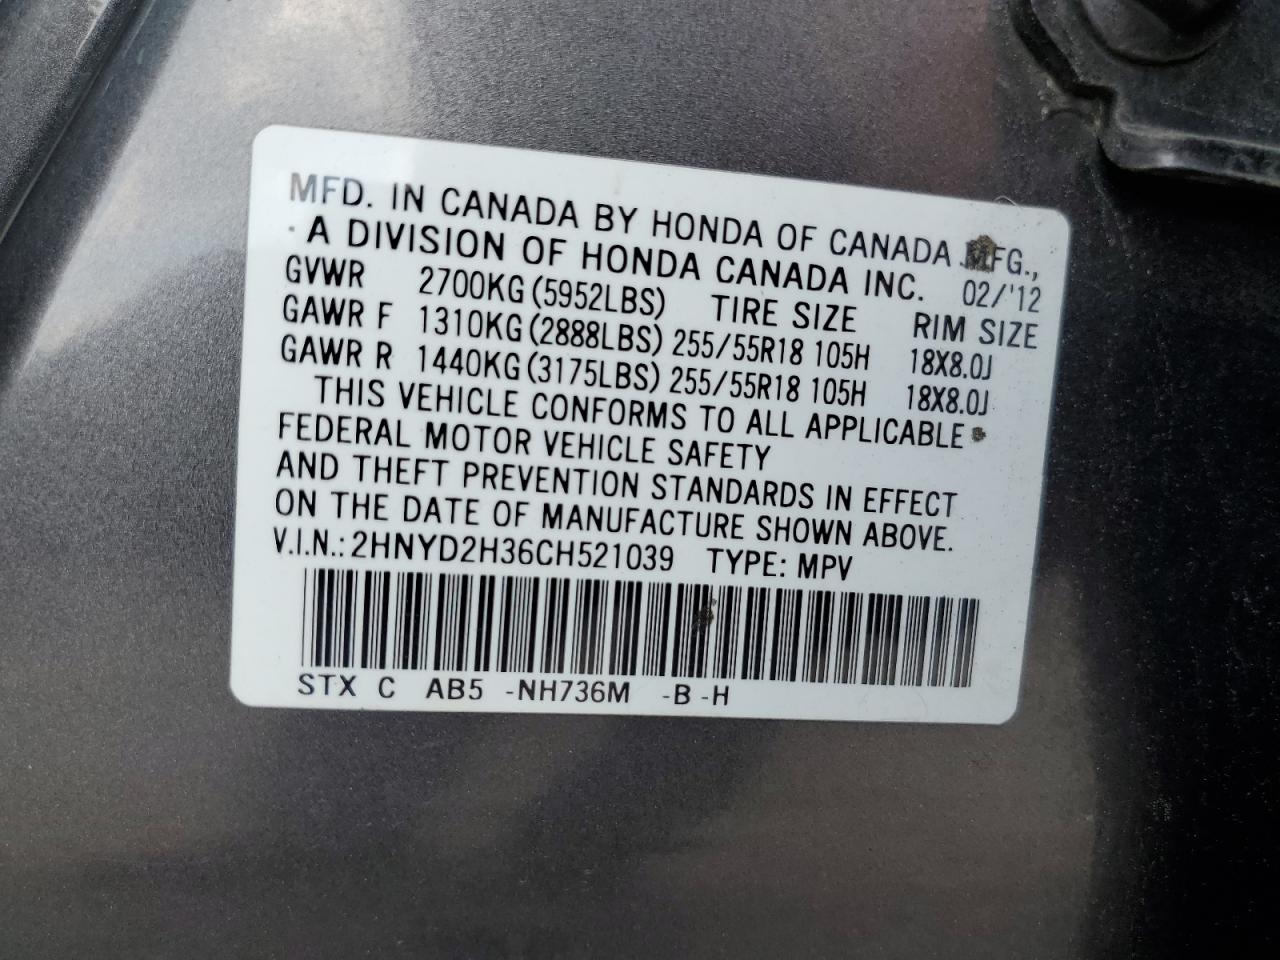 MFD. IN CANADA BY HONDA OF CANADA MFG.,
A DIVISION OF HONDA CANADA INC. 02/'12
GVWR 2700KG (5952LBS) TIRE SIZE RIM SIZE
GAWR F 1310KG (2888LBS) 255/55R18 105H 18X8.0J
GAWR R 1440KG (3175LBS) 255/55R18 105H 18X8.0J
THIS VEHICLE CONFORMS TO ALL APPLICABLE
FEDERAL MOTOR VEHICLE SAFETY
AND THEFT PREVENTION STANDARDS IN EFFECT
ON THE DATE OF MANUFACTURE SHOWN ABOVE.
V.I.N.: 2HNYD2H36CH521039 TYPE: MPV
STX C AB5 -NH736M -B -H